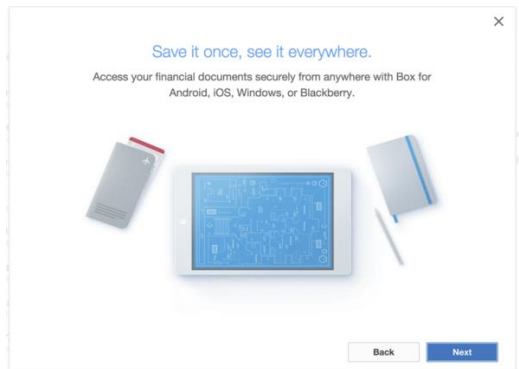 Save it once, see it everywhere.
Access your financial documents securely from anywhere with Box for
Android, iOS, Windows, or Blackberry.
Back
Next